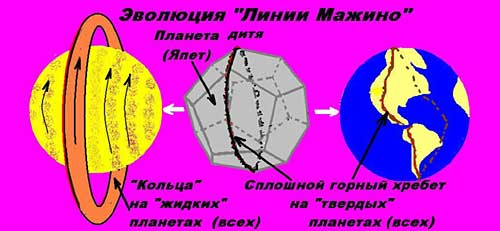 Эволюция "Линии Мажино"
Планета дитя
(Япет)
"Кольца"
на "жидких"
планетах (всех)
Сплошной горный хребет
на "твердых"
планетах (всех)